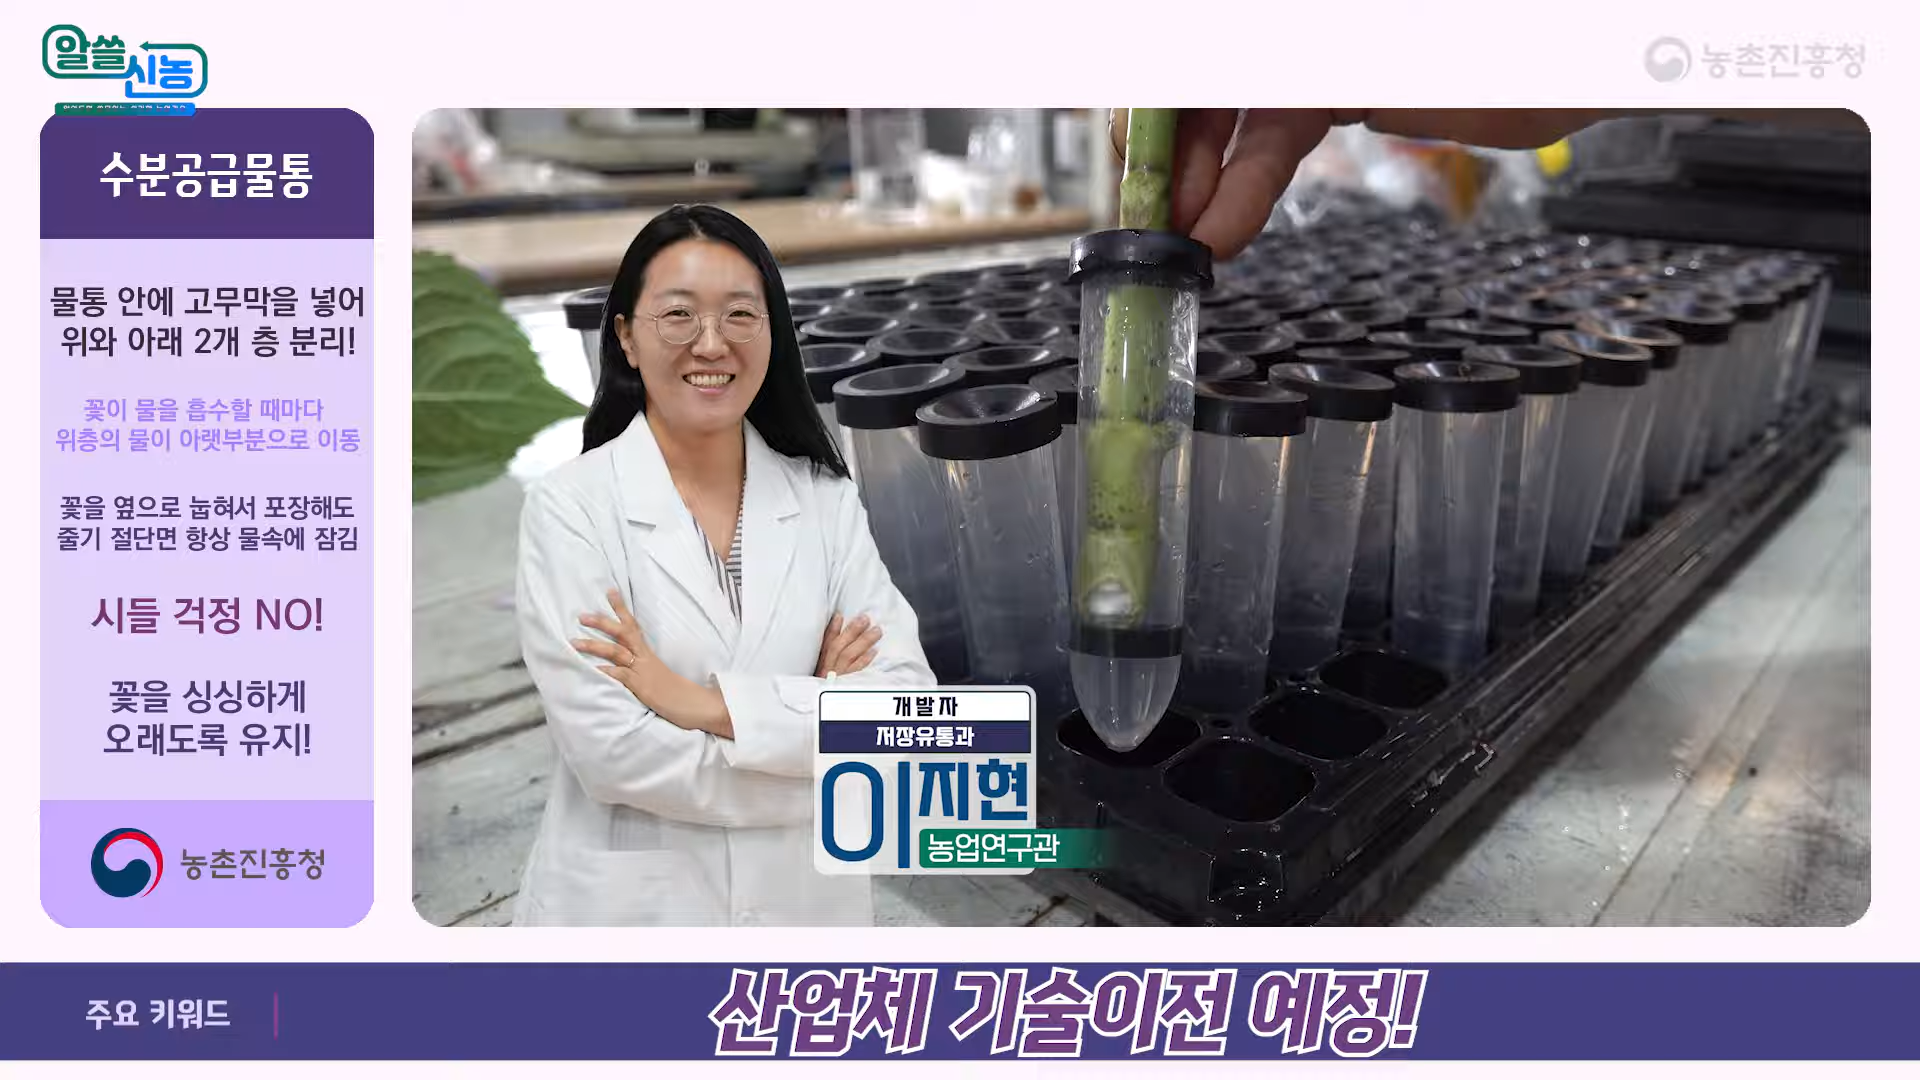 알쓸
신농
농촌진흥청
수분공급물통
물통 안에 고무막을 넣어
위와 아래 2개 층 분리!
꽃이 물을 흡수할 때마다
위층의 물이 아랫부분으로 이동
꽃을 옆으로 눕혀서 포장해도
줄기 절단면 항상 물속에 잠김
시들 걱정 NO!
꽃을 싱싱하게
오래도록 유지!
농촌진흥청
개발자
저장유통과
이지현
농업연구관
주요 키워드
산업체 기술이전 예정!